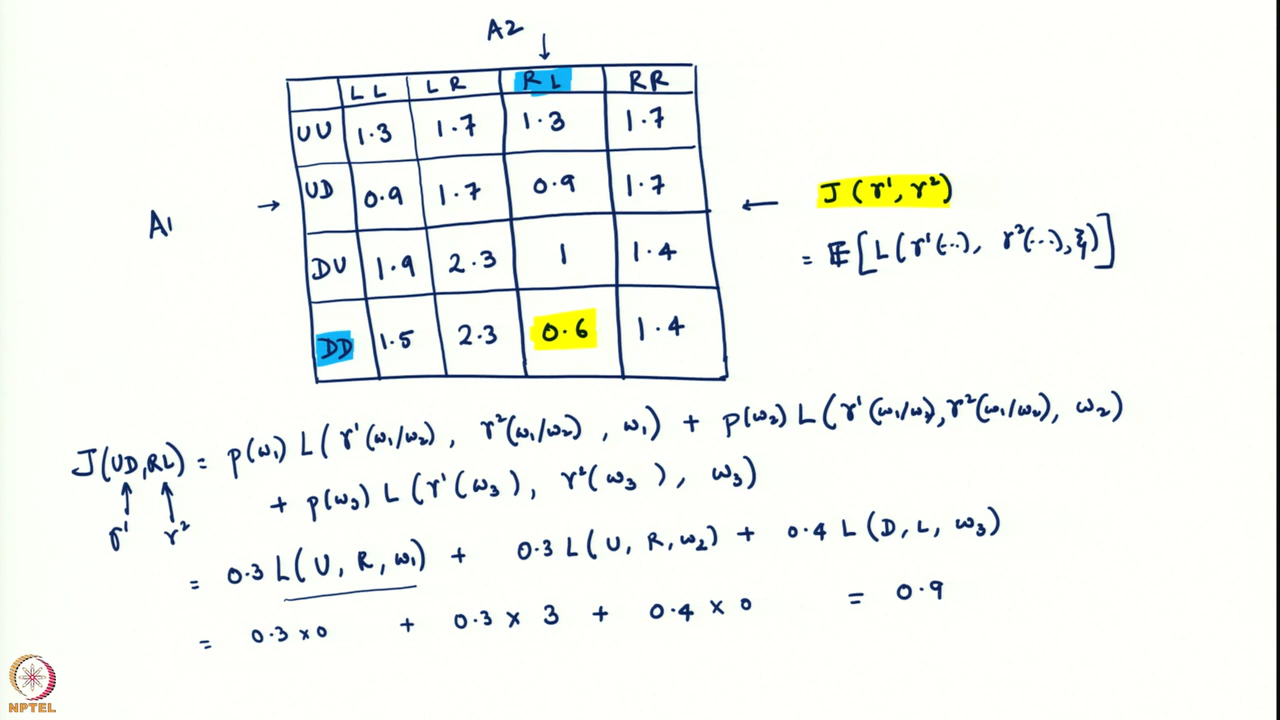 A2
↓
LL LR RL RR
UU 1.3 1.7 1.3 1.7
UD 0.9 1.7 0.9 1.7
DU 1.9 2.3 1 1.4
DD 1.5 2.3 0.6 1.4
A1 →
← J(γ¹, γ²)
= E[L(γ¹(...), γ²(...), ξ)]
J(UD,RL) = p(ω₁) L(γ¹(ω₁/ω₂), γ²(ω₁/ω₂), ω₁) + p(ω₂) L(γ¹(ω₁/ω₂), γ²(ω₁/ω₂), ω₂)
+ p(ω₃) L(γ¹(ω₃), γ²(ω₃), ω₃)
↑ ↑
γ¹ γ²
= 0.3 L(U, R, ω₁) + 0.3 L(U, R, ω₂) + 0.4 L(D, L, ω₃)
= 0.3 × 0 + 0.3 × 3 + 0.4 × 0 = 0.9
NPTEL